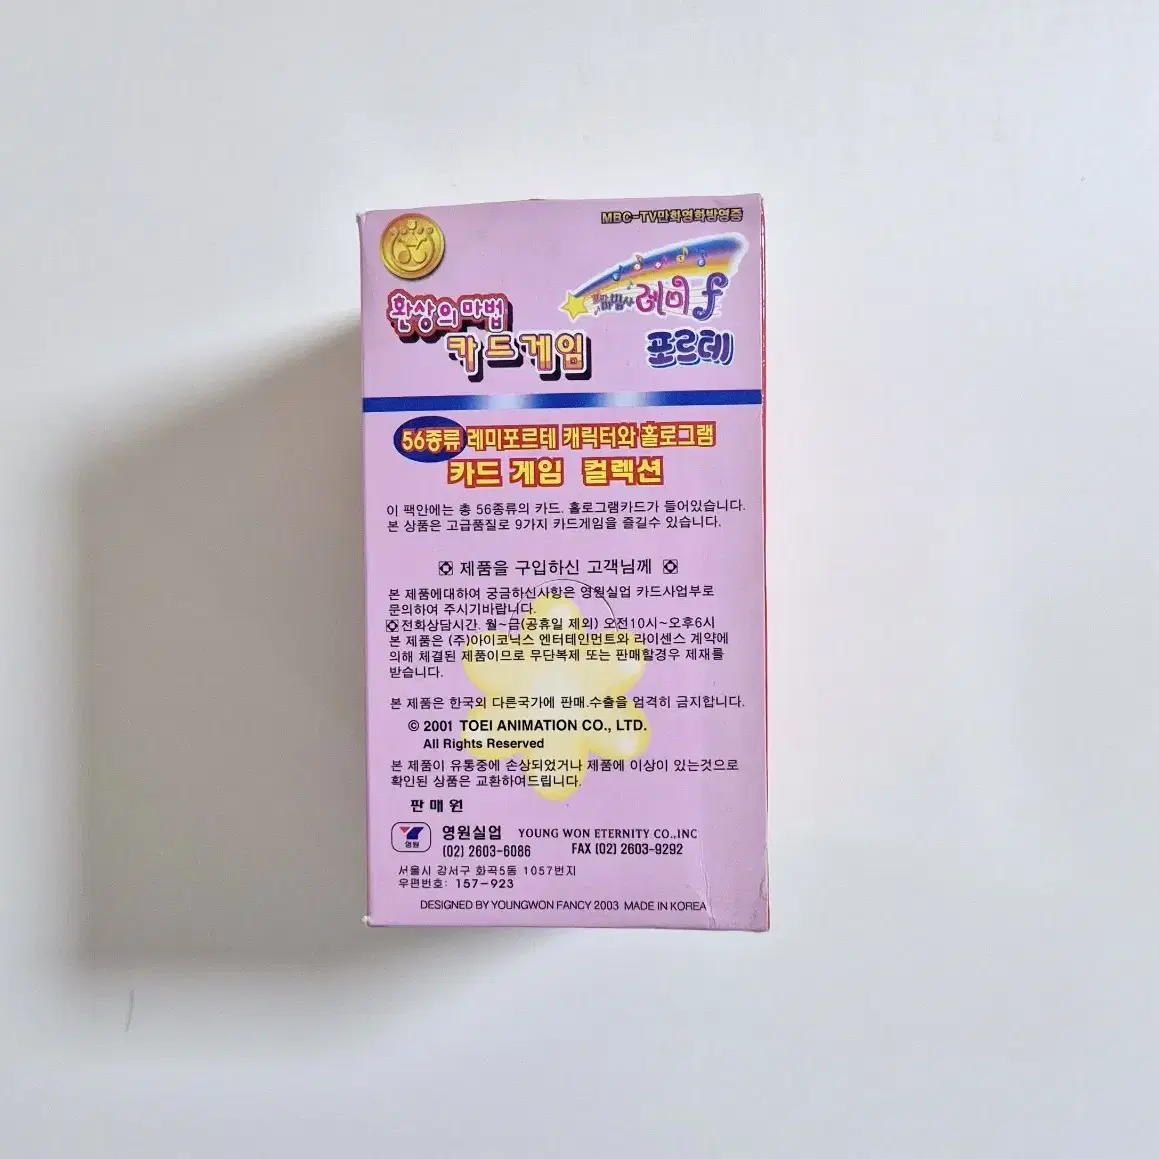 MBC-TV만화영화방영중
환상의마법
카드게임
레미 f
포르테
56종류 레미포르테 캐릭터와 홀로그램
카드 게임 컬렉션
이 팩안에는 총 56종류의 카드. 홀로그램카드가 들어있습니다.
본 상품은 고급품질로 9가지 카드게임을 즐길수 있습니다.
제품을 구입하신 고객님께
본 제품에대하여 궁금하신사항은 영원실업 카드사업부로
문의하여 주시기바랍니다.
전화상담시간. 월~금(공휴일 제외) 오전10시~오후6시
본 제품은 (주)아이코닉스 엔터테인먼트와 라이센스 계약에
의해 체결된 제품이므로 무단복제 또는 판매할경우 제재를
받습니다.
본 제품은 한국외 다른국가에 판매.수출을 엄격히 금지합니다.
© 2001 TOEI ANIMATION CO., LTD.
All Rights Reserved
본 제품이 유통중에 손상되었거나 제품에 이상이 있는것으로
확인된 상품은 교환하여드립니다.
판매원
영원
영원실업 YOUNG WON ETERNITY CO.,INC
(02) 2603-6086 FAX (02) 2603-9292
서울시 강서구 화곡5동 1057번지
우편번호: 157-923
DESIGNED BY YOUNGWON FANCY 2003 MADE IN KOREA